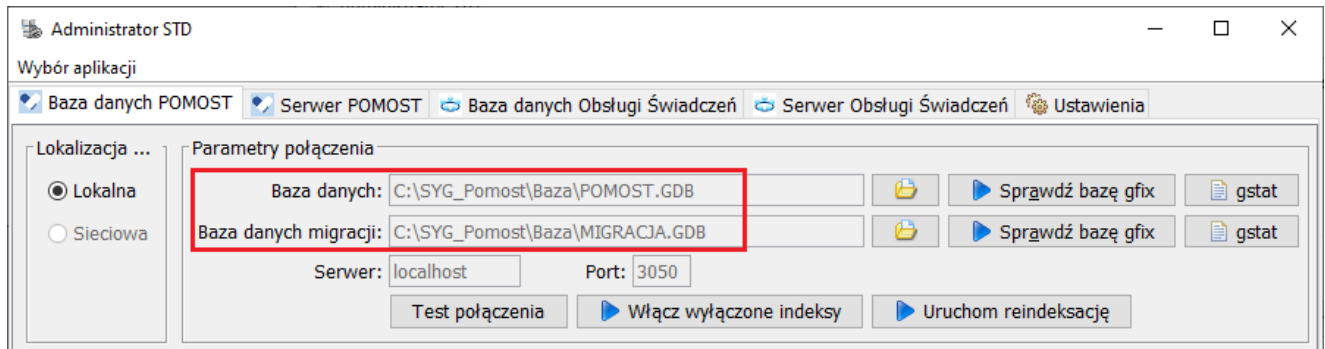 Administrator STD
Wybór aplikacji
Baza danych POMOST Serwer POMOST Baza danych Obsługi Świadczeń Serwer Obsługi Świadczeń Ustawienia
Lokalizacja ... Parametry połączenia
Lokalna Baza danych: C:\SYG_Pomost\Baza\POMOST.GDB Sprawdź bazę gfix gstat
Sieciowa Baza danych migracji: C:\SYG_Pomost\Baza\MIGRACJA.GDB Sprawdź bazę gfix gstat
Serwer: localhost Port: 3050
Test połączenia Włącz wyłączone indeksy Uruchom reindeksację